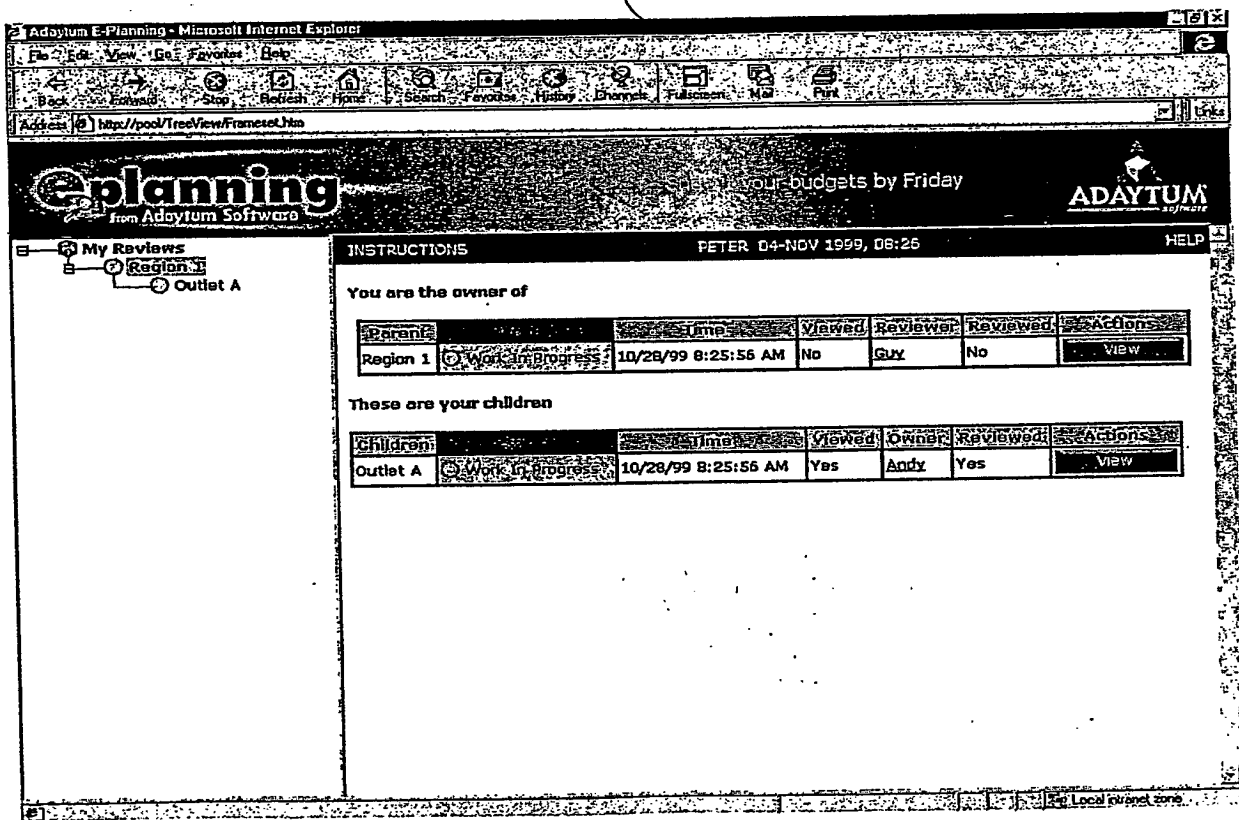 Adaytum E-Planning - Microsoft Internet Explorer
File Edit View Go Favorites Help
Back Forward Stop Refresh Home Search Favorites History Channels Fullscreen Mail Print
Address http://pool/TreeView/Frameset.htm Links
eplanning
from Adaytum Software
your budgets by Friday
ADAYTUM
software
My Reviews
Region 1
Outlet A
INSTRUCTIONS PETER 04-NOV 1999, 08:26 HELP
You are the owner of
Parent Time Viewed Reviewer Reviewed Actions
Region 1 Work In Progress 10/28/99 8:25:56 AM No Guy No View
These are your children
Children Time Viewed Owner Reviewed Actions
Outlet A Work In Progress 10/28/99 8:25:56 AM Yes Andy Yes View
Local intranet zone